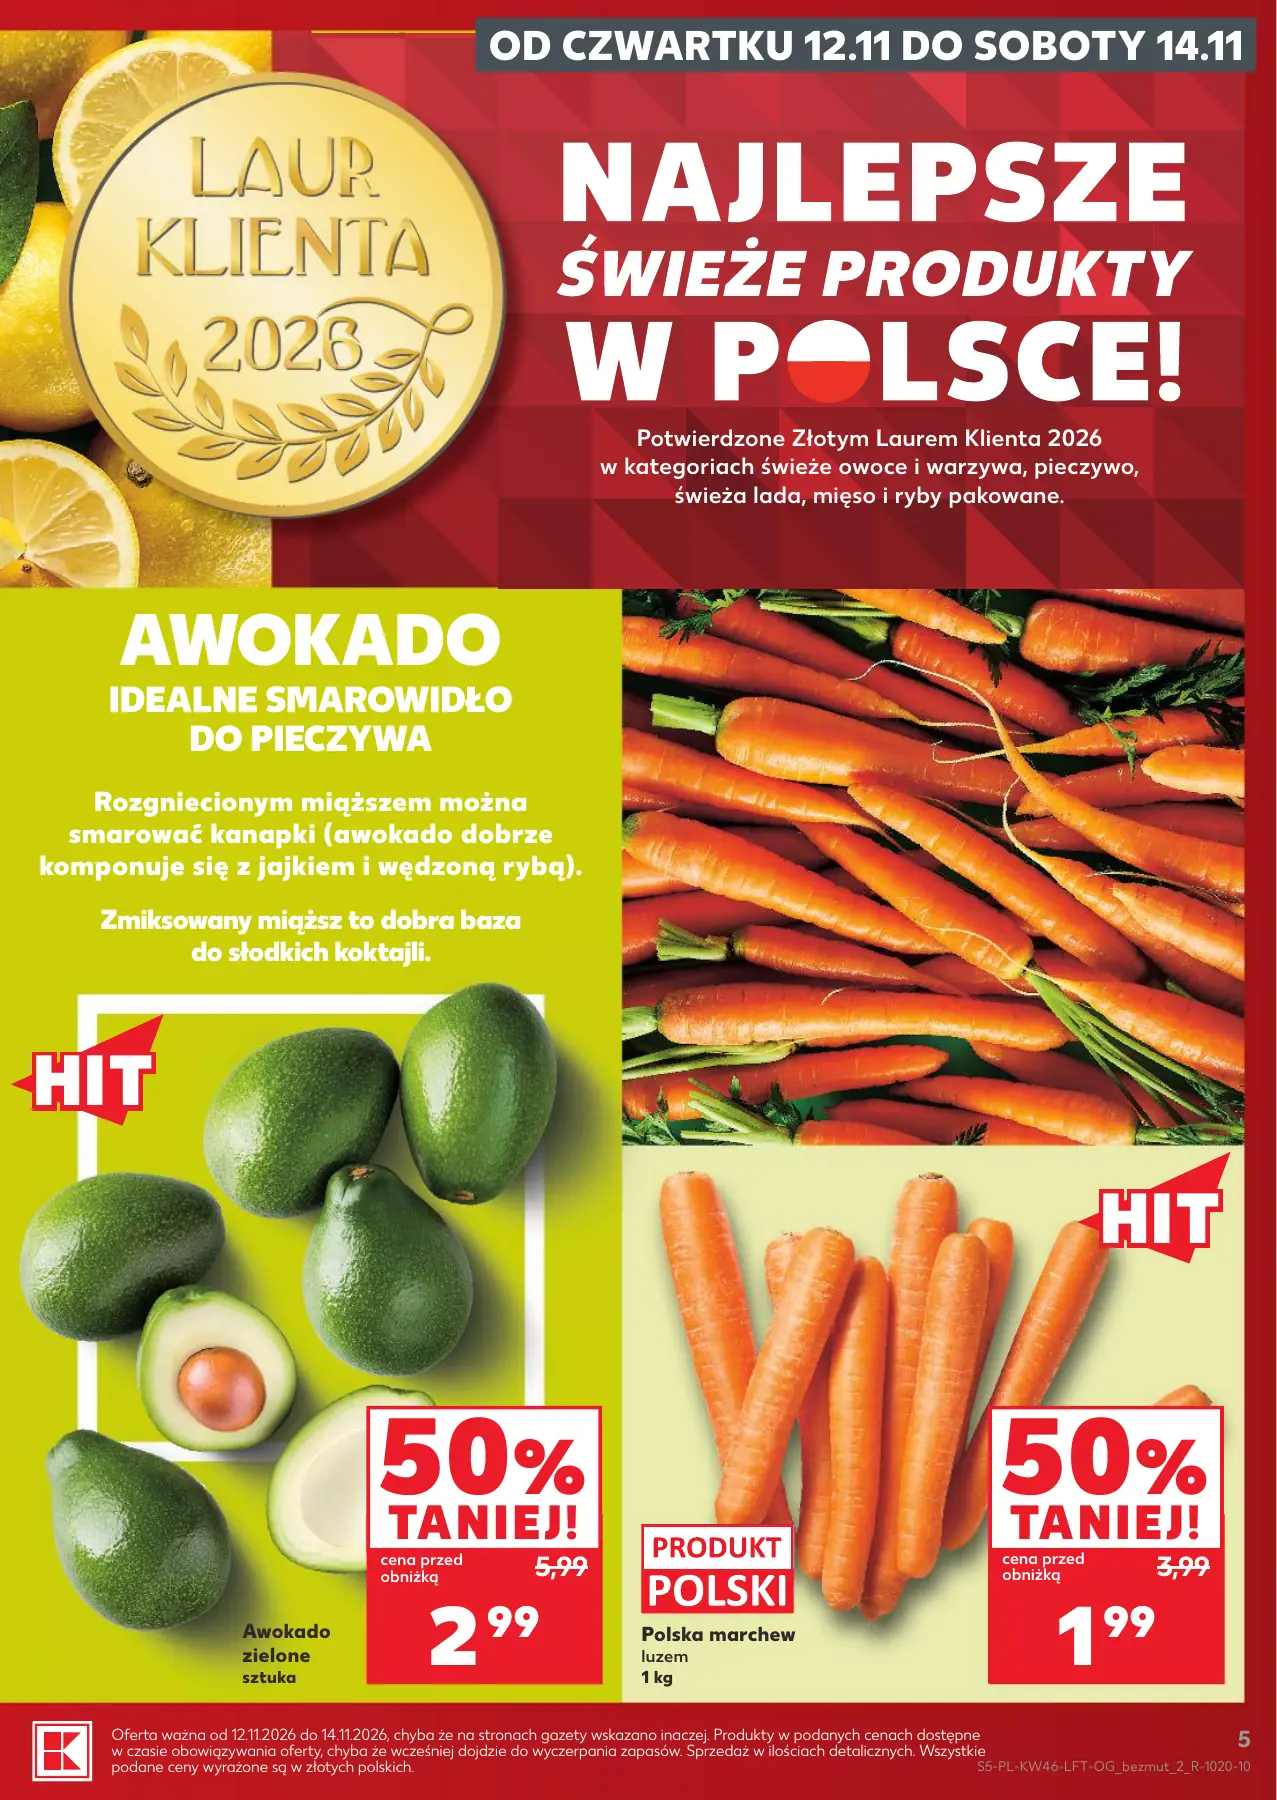 OD CZWARTKU 12.11 DO SOBOTY 14.11
LAUR
KLIENTA
2026
NAJLEPSZE
ŚWIEŻE PRODUKTY
W POLSCE!
Potwierdzone Złotym Laurem Klienta 2026
w kategoriach świeże owoce i warzywa, pieczywo,
świeża lada, mięso i ryby pakowane.
AWOKADO
IDEALNE SMAROWIDŁO
DO PIECZYWA
Rozgniecionym miąższem można
smarować kanapki (awokado dobrze
komponuje się z jajkiem i wędzoną rybą).
Zmiksowany miąższ to dobra baza
do słodkich koktajli.
HIT
50%
TANIEJ!
cena przed
obniżką
5,99
2 99
Awokado
zielone
sztuka
HIT
50%
TANIEJ!
cena przed
obniżką
3,99
1 99
PRODUKT
POLSKI
Polska marchew
luzem
1 kg
Oferta ważna od 12.11.2026 do 14.11.2026, chyba że na stronach gazety wskazano inaczej. Produkty w podanych cenach dostępne
w czasie obowiązywania oferty, chyba że wcześniej dojdzie do wyczerpania zapasów. Sprzedaż w ilościach detalicznych. Wszystkie
podane ceny wyrażone są w złotych polskich.
5
S5-PL-KW46-LFT-OG_bezmut_2_R-1020-10